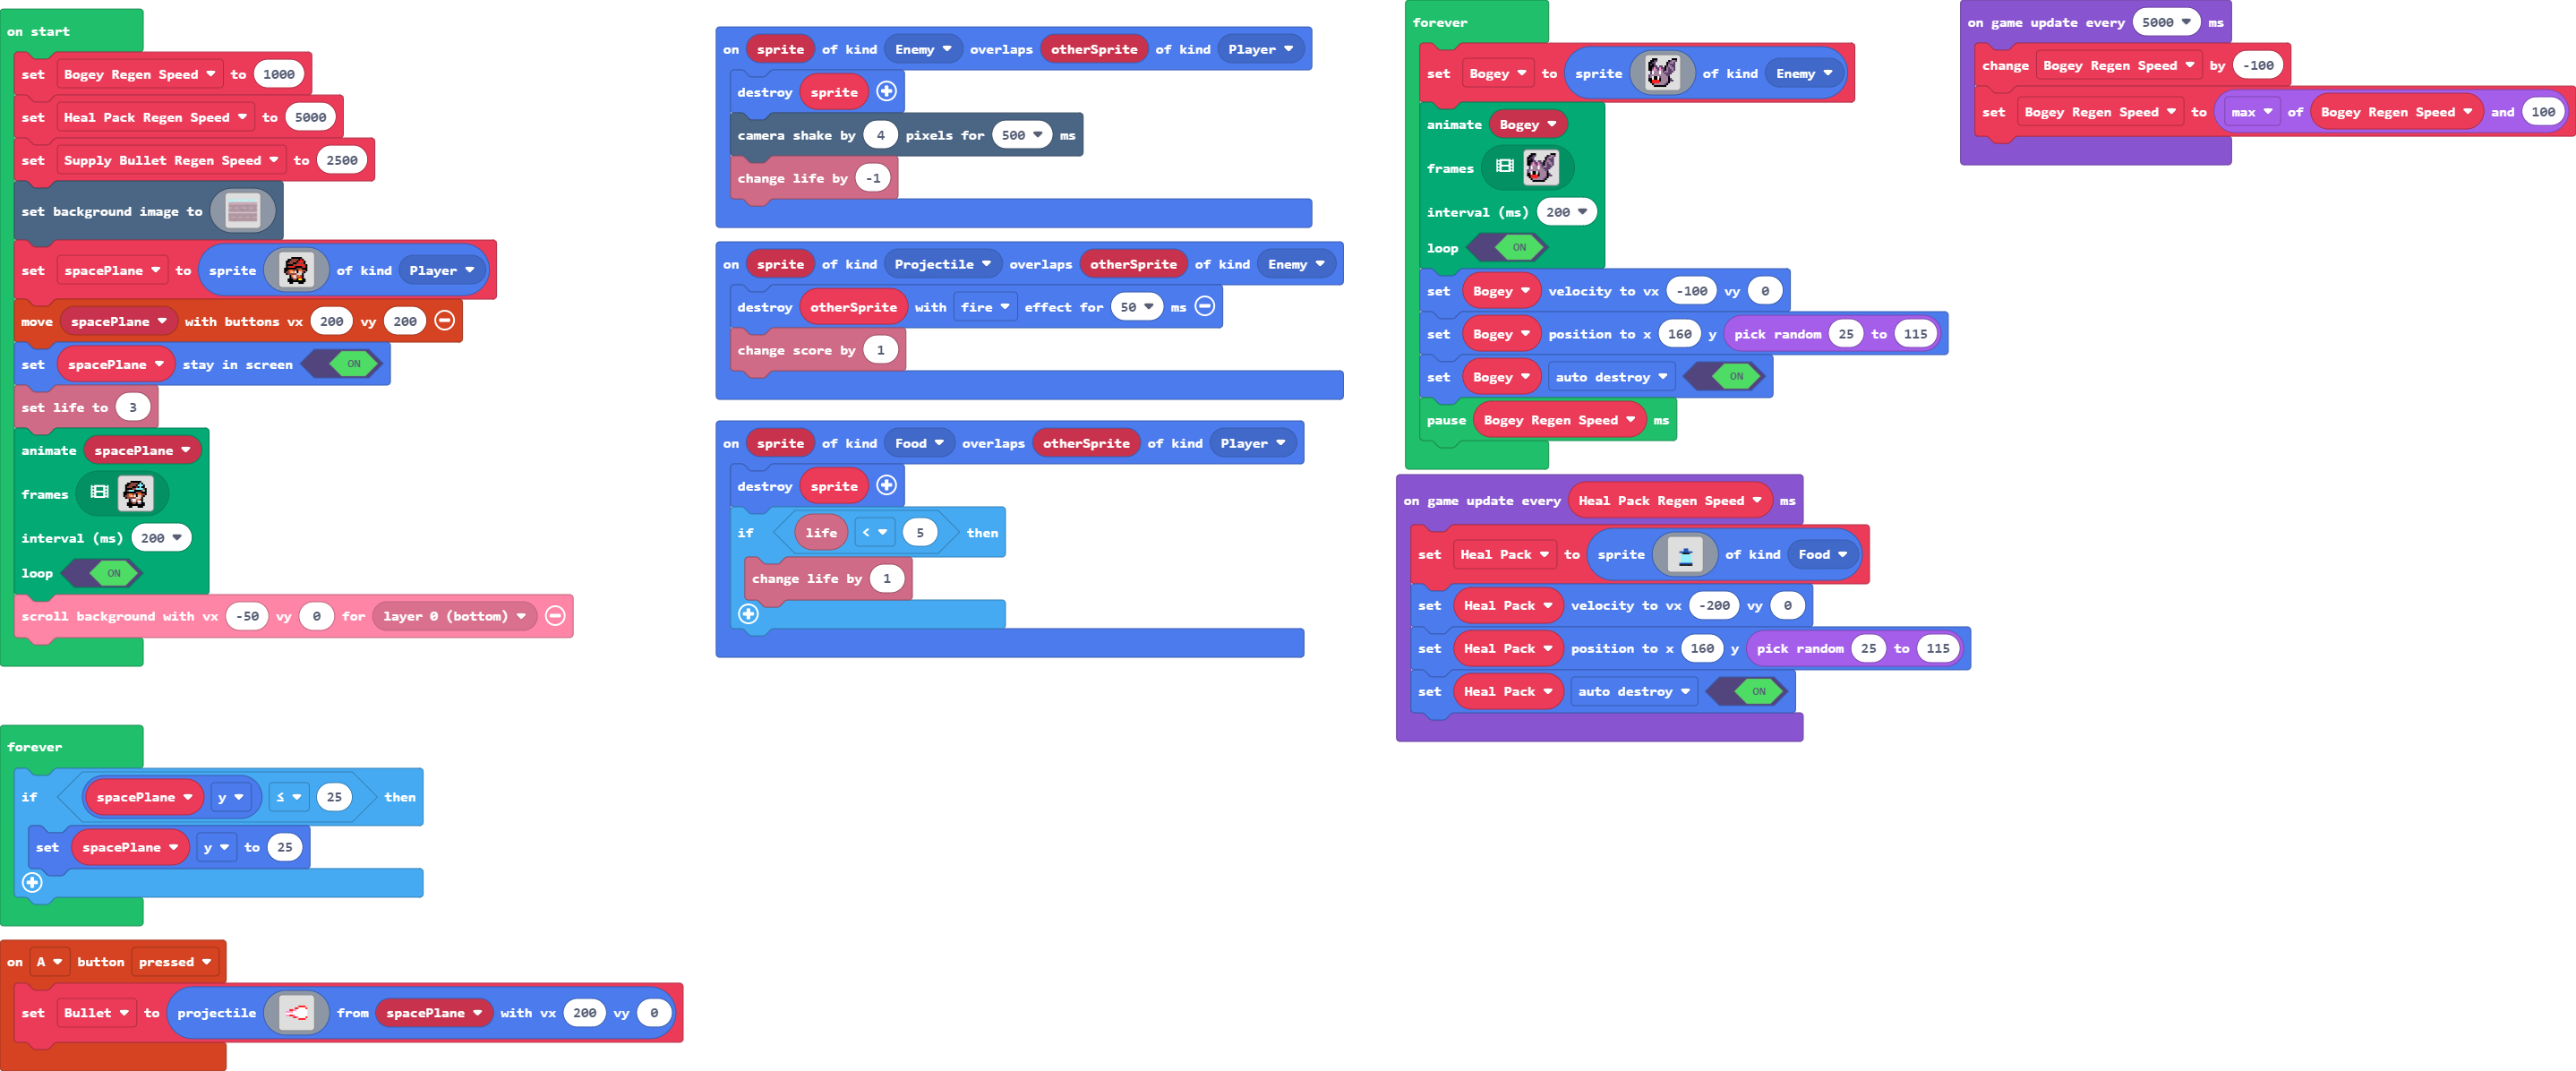 on start
set Bogey Regen Speed to 1000
set Heal Pack Regen Speed to 5000
set Supply Bullet Regen Speed to 2500
set background image to
set spacePlane to sprite of kind Player
move spacePlane with buttons vx 200 vy 200
set spacePlane stay in screen ON
set life to 3
animate spacePlane
frames
interval (ms) 200
loop ON
scroll background with vx -50 vy 0 for layer 0 (bottom)
forever
if spacePlane y ≤ 25 then
set spacePlane y to 25
on A button pressed
set Bullet to projectile from spacePlane with vx 200 vy 0
on sprite of kind Enemy overlaps otherSprite of kind Player
destroy sprite
camera shake by 4 pixels for 500 ms
change life by -1
on sprite of kind Projectile overlaps otherSprite of kind Enemy
destroy otherSprite with fire effect for 50 ms
change score by 1
on sprite of kind Food overlaps otherSprite of kind Player
destroy sprite
if life < 5 then
change life by 1
forever
set Bogey to sprite of kind Enemy
animate Bogey
frames
interval (ms) 200
loop ON
set Bogey velocity to vx -100 vy 0
set Bogey position to x 160 y pick random 25 to 115
set Bogey auto destroy ON
pause Bogey Regen Speed ms
on game update every Heal Pack Regen Speed ms
set Heal Pack to sprite of kind Food
set Heal Pack velocity to vx -200 vy 0
set Heal Pack position to x 160 y pick random 25 to 115
set Heal Pack auto destroy ON
on game update every 5000 ms
change Bogey Regen Speed by -100
set Bogey Regen Speed to max of Bogey Regen Speed and 100